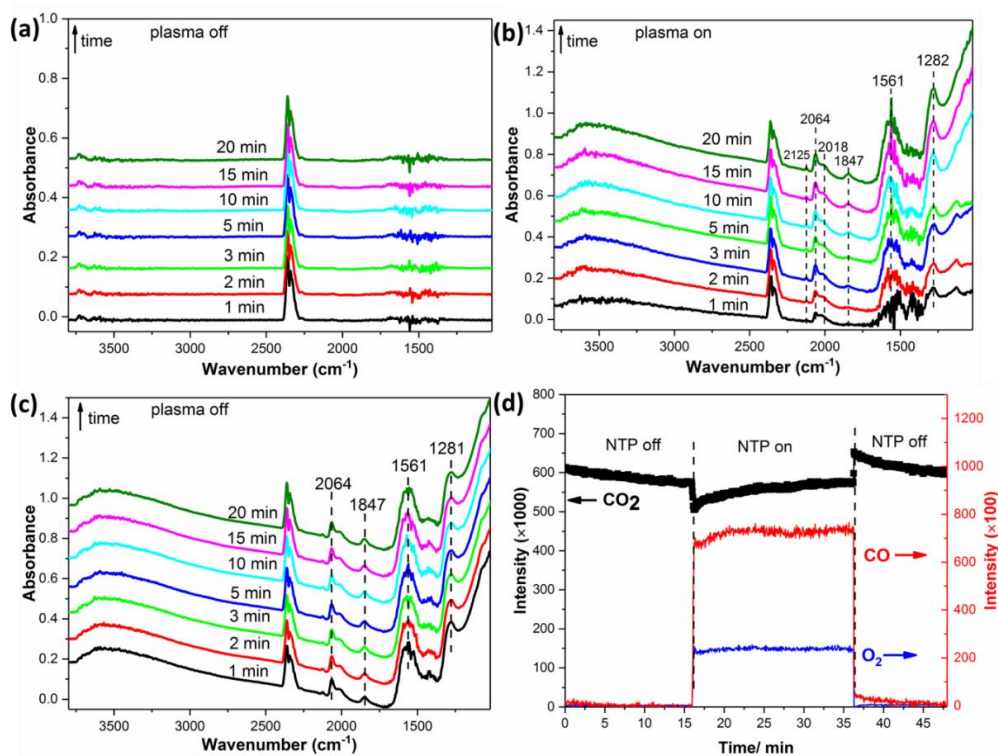 (a)
time
plasma off
20 min
15 min
10 min
5 min
3 min
2 min
1 min
1.0
0.8
0.6
0.4
0.2
0.0
Absorbance
3500 3000 2500 2000 1500
Wavenumber (cm-1)
(b)
time
plasma on
1282
1561
2064
2125
2018
1847
20 min
15 min
10 min
5 min
3 min
2 min
1 min
1.4
1.2
1.0
0.8
0.6
0.4
0.2
0.0
Absorbance
3500 3000 2500 2000 1500
Wavenumber (cm-1)
(c)
time
plasma off
1281
1561
2064
1847
20 min
15 min
10 min
5 min
3 min
2 min
1 min
1.4
1.2
1.0
0.8
0.6
0.4
0.2
0.0
Absorbance
3500 3000 2500 2000 1500
Wavenumber (cm-1)
(d)
NTP off NTP on NTP off
CO2
CO
O2
800
700
600
500
400
300
200
100
0
Intensity (×1000)
1200
1000
800
600
400
200
0
Intensity (×100)
0 5 10 15 20 25 30 35 40 45
Time/ min